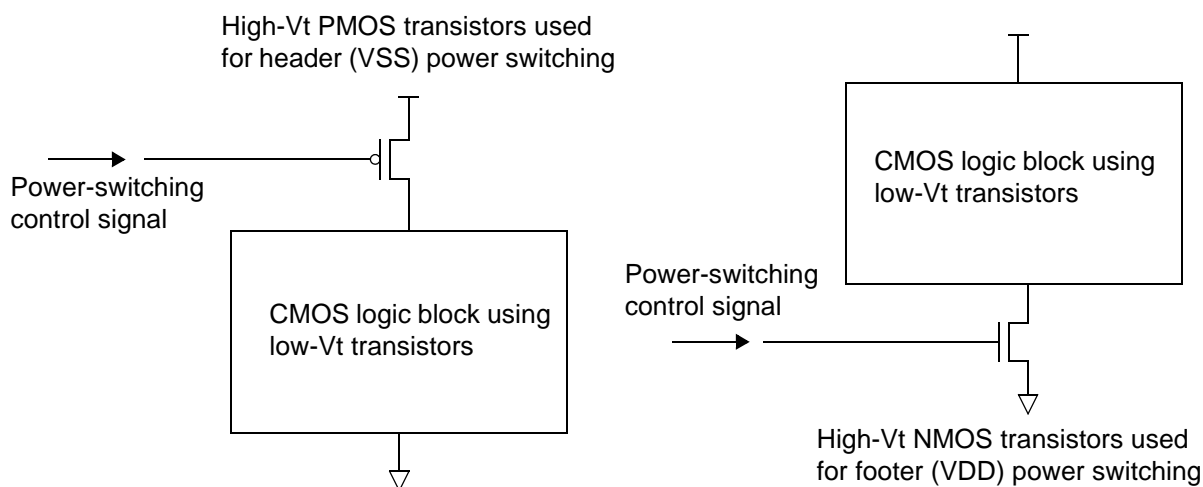 High-Vt PMOS transistors used
for header (VSS) power switching
Power-switching
control signal
CMOS logic block using
low-Vt transistors
CMOS logic block using
low-Vt transistors
Power-switching
control signal
High-Vt NMOS transistors used
for footer (VDD) power switching